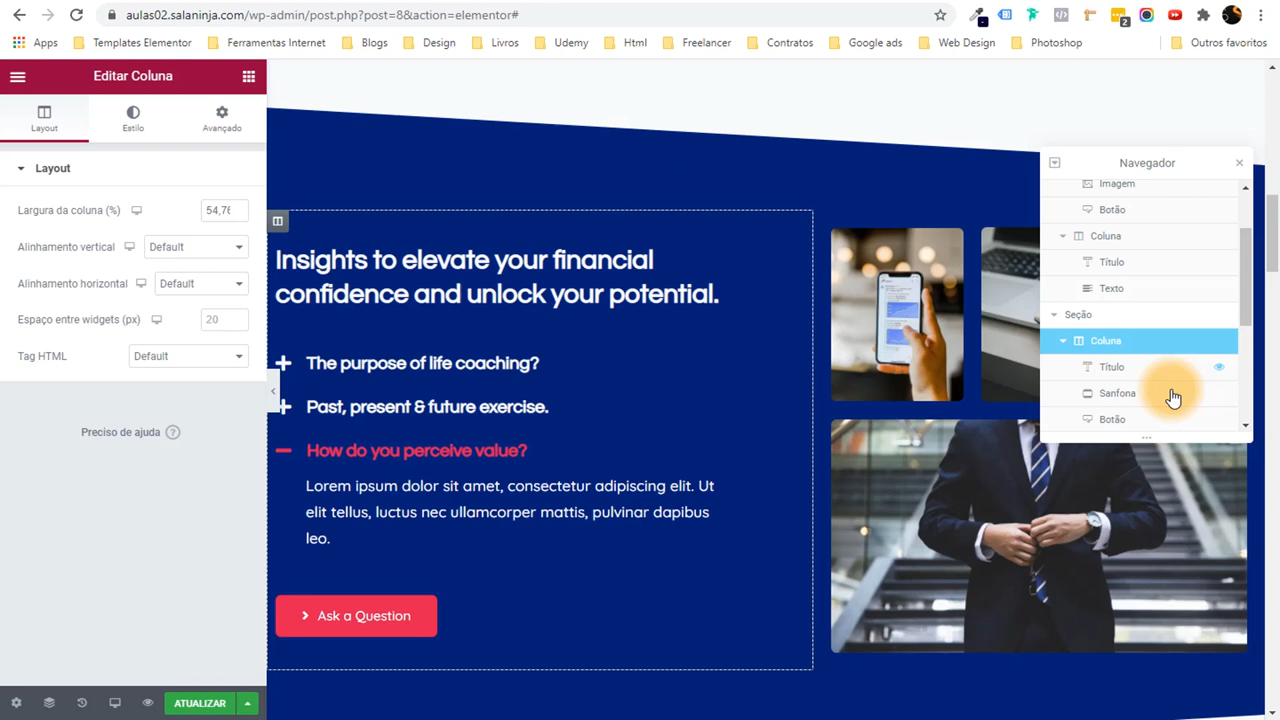 aulas02.salaninja.com/wp-admin/post.php?post=8&action=elementor#
2
Apps
Templates Elementor
Ferramentas Internet
Blogs
Design
Livros
Udemy
Html
Freelancer
Contratos
Google ads
Web Design
Photoshop
Outros favoritos
Editar Coluna
Layout
Estilo
Avançado
Layout
Largura da coluna (%)
54,76
Alinhamento vertical
Default
Alinhamento horizontal
Default
Espaço entre widgets (px)
20
Tag HTML
Default
Preciso de ajuda
ATUALIZAR
Insights to elevate your financial
confidence and unlock your potential.
The purpose of life coaching?
Past, present & future exercise.
How do you perceive value?
Lorem ipsum dolor sit amet, consectetur adipiscing elit. Ut
elit tellus, luctus nec ullamcorper mattis, pulvinar dapibus
leo.
Ask a Question
Navegador
Imagem
Botão
Coluna
Título
Texto
Seção
Coluna
Título
Sanfona
Botão